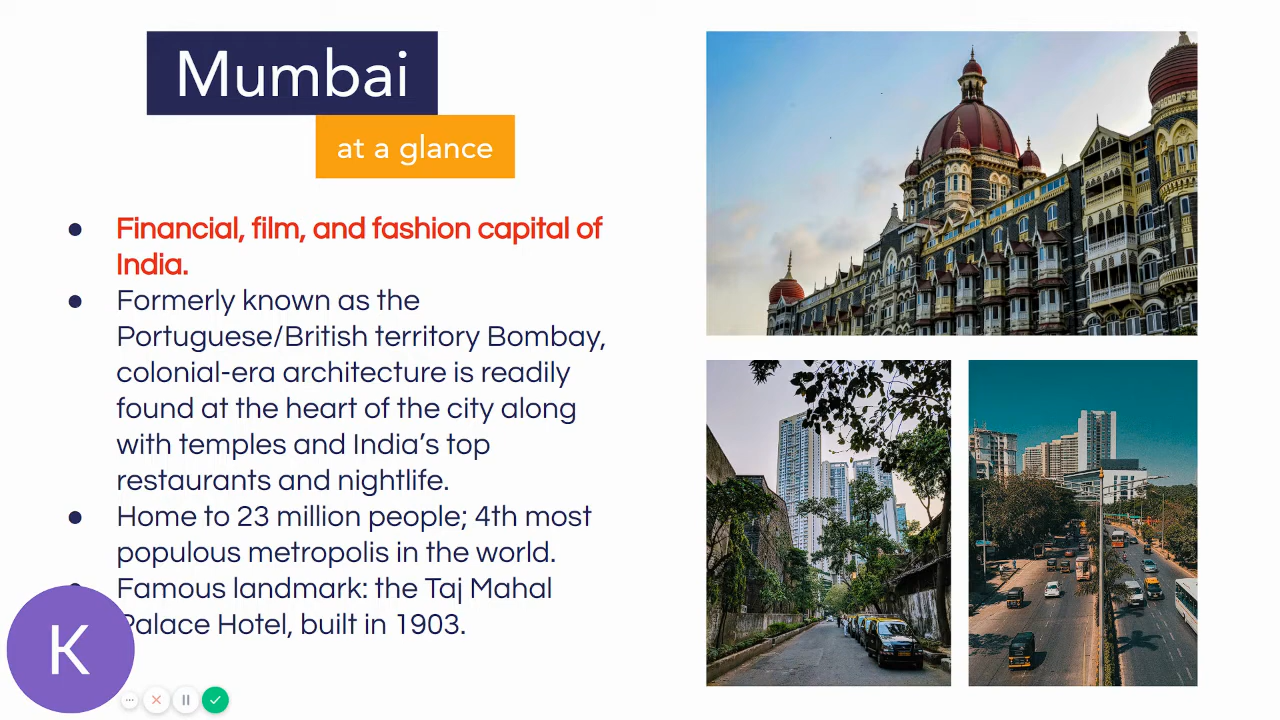 Mumbai
at a glance
● Financial, film, and fashion capital of
India.
● Formerly known as the
Portuguese/British territory Bombay,
colonial-era architecture is readily
found at the heart of the city along
with temples and India's top
restaurants and nightlife.
● Home to 23 million people; 4th most
populous metropolis in the world.
Famous landmark: the Taj Mahal
Palace Hotel, built in 1903.
K